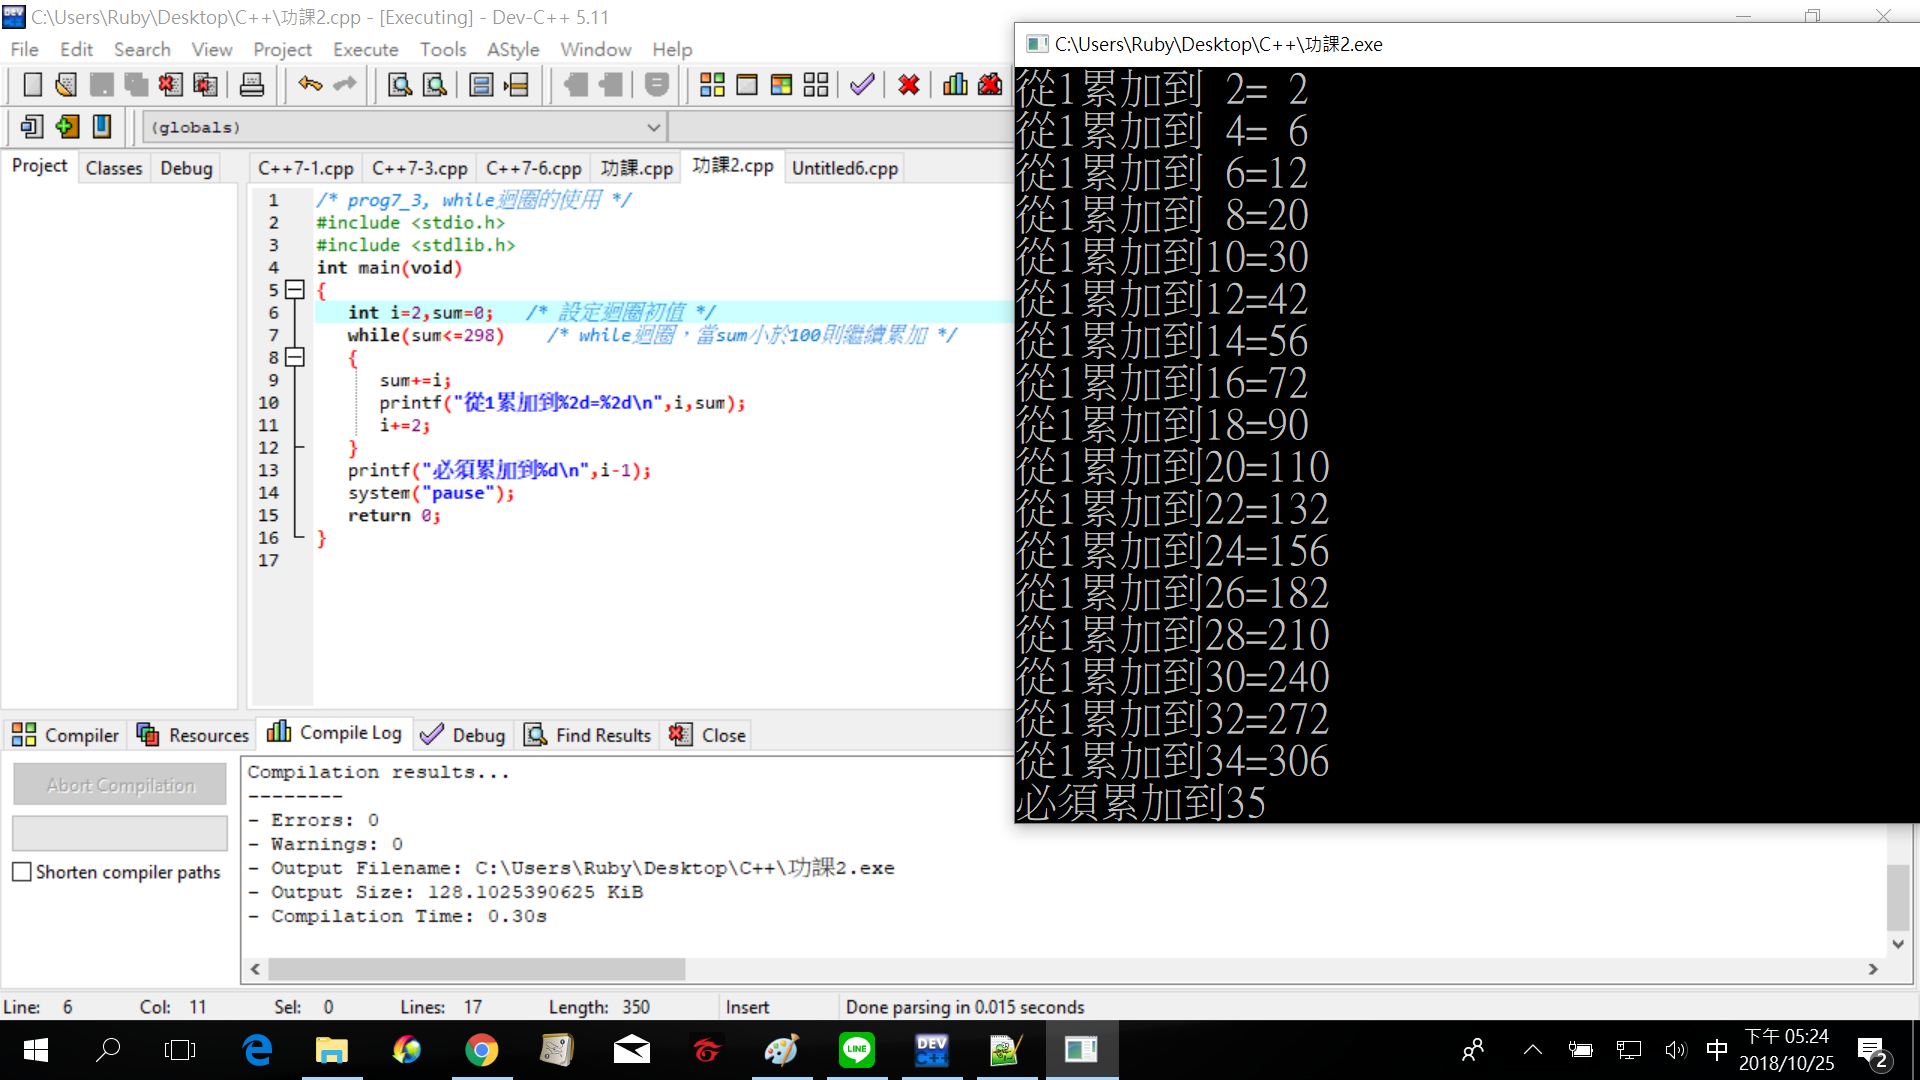 C:\Users\Ruby\Desktop\C++\功課2.cpp - [Executing] - Dev-C++ 5.11
File Edit Search View Project Execute Tools AStyle Window Help
(globals)
Project Classes Debug
C++7-1.cpp C++7-3.cpp C++7-6.cpp 功課.cpp 功課2.cpp Untitled6.cpp
1 /* prog7_3, while迴圈的使用 */
2 #include <stdio.h>
3 #include <stdlib.h>
4 int main(void)
5 {
6 int i=2,sum=0; /* 設定迴圈初值 */
7 while(sum<=298) /* while迴圈，當sum小於100則繼續累加 */
8 {
9 sum+=i;
10 printf("從1累加到%2d=%2d\n",i,sum);
11 i+=2;
12 }
13 printf("必須累加到%d\n",i-1);
14 system("pause");
15 return 0;
16 }
17
C:\Users\Ruby\Desktop\C++\功課2.exe
從1累加到 2= 2
從1累加到 4= 6
從1累加到 6=12
從1累加到 8=20
從1累加到10=30
從1累加到12=42
從1累加到14=56
從1累加到16=72
從1累加到18=90
從1累加到20=110
從1累加到22=132
從1累加到24=156
從1累加到26=182
從1累加到28=210
從1累加到30=240
從1累加到32=272
從1累加到34=306
必須累加到35
Compiler Resources Compile Log Debug Find Results Close
Abort Compilation
Shorten compiler paths
Compilation results...
--------
- Errors: 0
- Warnings: 0
- Output Filename: C:\Users\Ruby\Desktop\C++\功課2.exe
- Output Size: 128.1025390625 KiB
- Compilation Time: 0.30s
Line: 6 Col: 11 Sel: 0 Lines: 17 Length: 350 Insert Done parsing in 0.015 seconds
LINE
DEV C++
中
下午 05:24
2018/10/25
2